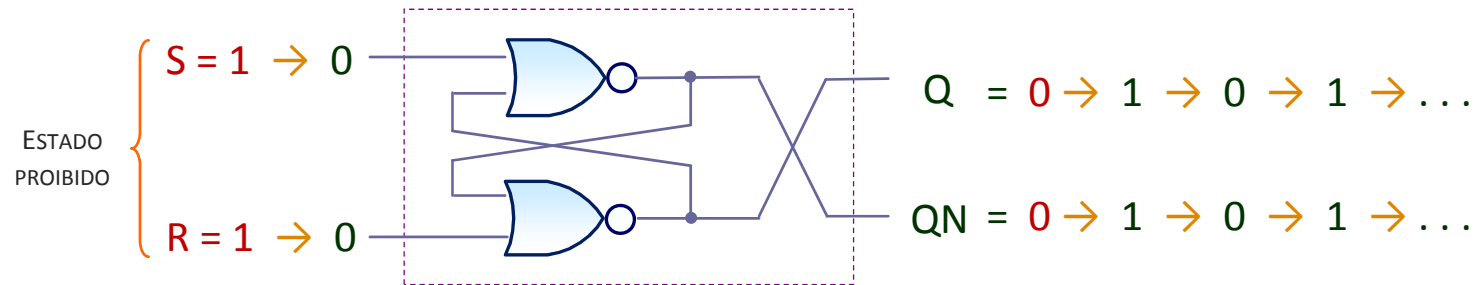 S = 1 → 0
Q = 0 → 1 → 0 → 1 → . . .
ESTADO
PROIBIDO
R = 1 → 0
QN = 0 → 1 → 0 → 1 → . . .